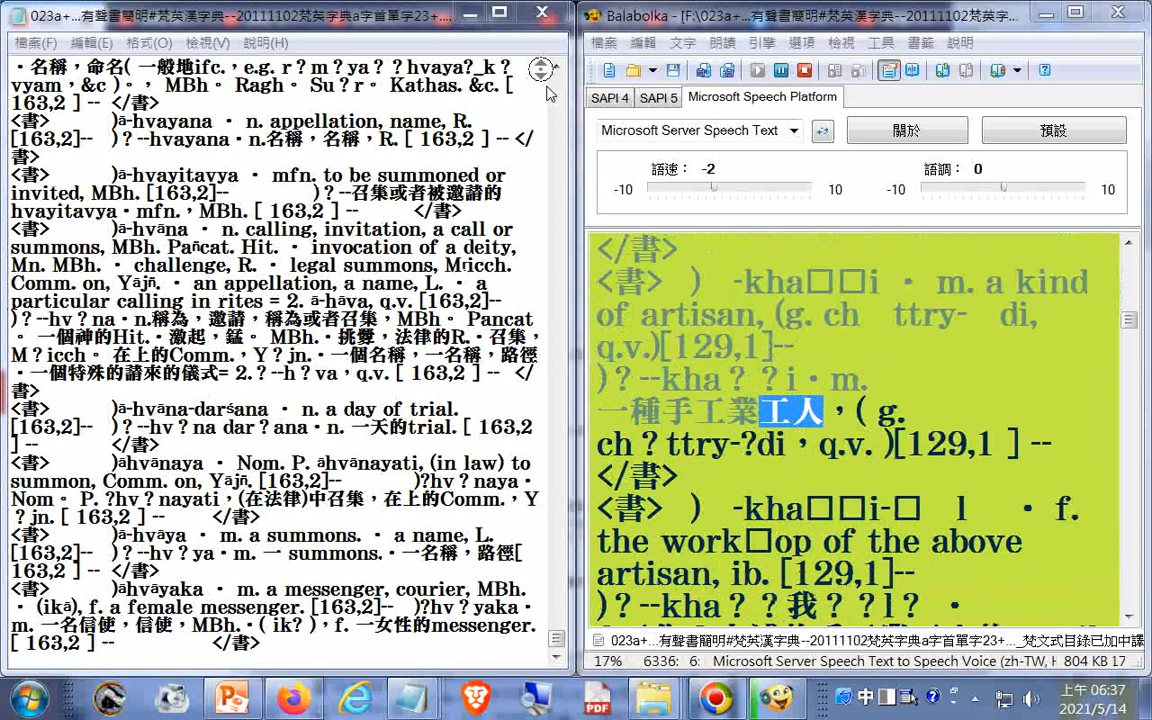 023a+...有聲書簡明#梵英漢字典--20111102梵英字典a字首單字23+...
檔案(F) 編輯(E) 格式(O) 檢視(V) 說明(H)
‧名稱，命名( 一般地ifc.，e.g. r？m？ya？？hvaya?_k？
vyam，&c )。， MBh。Ragh。Su？r。Kathas. &c. [
163,2] -- </書>
<書> )ā-hvayana ‧ n. appellation, name, R.
[163,2]-- )？--hvayana‧n.名稱，名稱，R. [ 163,2 ] -- </
書>
<書> )ā-hvayitavya ‧ mfn. to be summoned or
invited, MBh. [163,2]-- )？--召集或者被邀請的
hvayitavya‧mfn.，MBh. [ 163,2 ] -- </書>
<書> )ā-hvāna ‧ n. calling, invitation, a call or
summons, MBh. Pañcat. Hit. ‧ invocation of a deity,
Mn. MBh. ‧ challenge, R. ‧ legal summons, Mṛicch.
Comm. on, Yājñ. ‧ an appellation, a name, L. ‧ a
particular calling in rites = 2. ā-hāva, q.v. [163,2]--
)？--hv？na‧n.稱為，邀請，稱為或者召集，MBh。Pancat
。一個神的Hit.‧激起，錳。 MBh.‧挑釁，法律的R.‧召集，
M？icch。 在上的Comm.，Y？jn.‧一個名稱，一名稱，路徑
‧一個特殊的請來的儀式= 2.？--h？va，q.v. [ 163,2 ] -- </
書>
<書> )ā-hvāna-darśana ‧ n. a day of trial.
[163,2]-- )？--hv？na dar？ana‧n. 一天的trial. [ 163,2
] -- </書>
<書> )āhvānaya ‧ Nom. P. āhvānayati, (in law) to
summon, Comm. on, Yājñ. [163,2]-- )？hv？naya‧
Nom。 P. ?hv？nayati，(在法律)中召集，在上的Comm.，Y
？jn. [ 163,2 ] -- </書>
<書> )ā-hvāya ‧ m. a summons. ‧ a name, L.
[163,2]-- )？--hv？ya‧m. 一 summons.‧一名稱，路徑[
163,2 ] -- </書>
<書> )āhvāyaka ‧ m. a messenger, courier, MBh.
‧ (ikā), f. a female messenger. [163,2]-- )?hv？yaka‧
m. 一名信使，信使，MBh.‧( ik？)，f. 一女性的messenger.
[ 163,2 ] -- </書>
Balabolka - [F:\023a+...有聲書簡明#梵英漢字典--20111102梵英字...
檔案 編輯 文字 朗讀 引擎 選項 檢視 工具 書籤 說明
SAPI 4 SAPI 5 Microsoft Speech Platform
Microsoft Server Speech Text 關於 預設
語速： -2 語調： 0
-10 10 -10 10
</書>
<書> ) -kha□□i ‧ m. a kind
of artisan, (g. ch ttry- di,
q.v.)[129,1]--
)？--kha？？i‧m.
一種手工業工人，( g.
ch？ttry-?di，q.v. )[129,1 ] --
</書>
<書> ) -kha□□i-□ l ‧ f.
the work□op of the above
artisan, ib. [129,1]--
)？--kha？？我？？l？ ‧
023a+...有聲書簡明#梵英漢字典--20111102梵英字典a字首單字23+..._梵文式目錄已加中譯
17% 6336: 6: Microsoft Server Speech Text to Speech Voice (zh-TW, H 804 KB 17
中
上午 06:37
2021/5/14